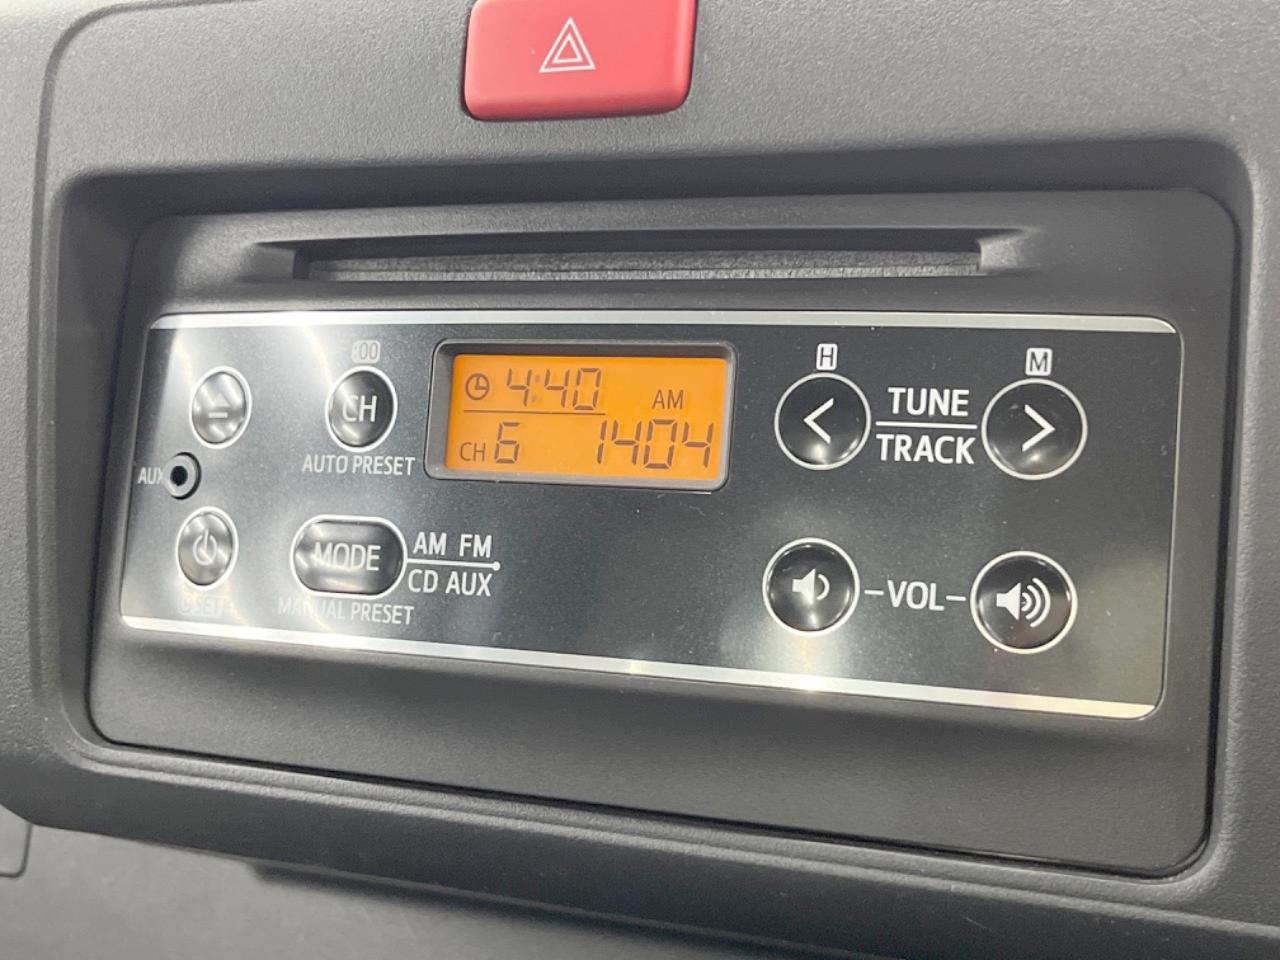 :00
H
M
4:40
AM
CH 6 1404
CH
AUTO PRESET
TUNE
TRACK
AUX
MODE
AM FM
CD AUX
MANUAL PRESET
SET
-VOL-